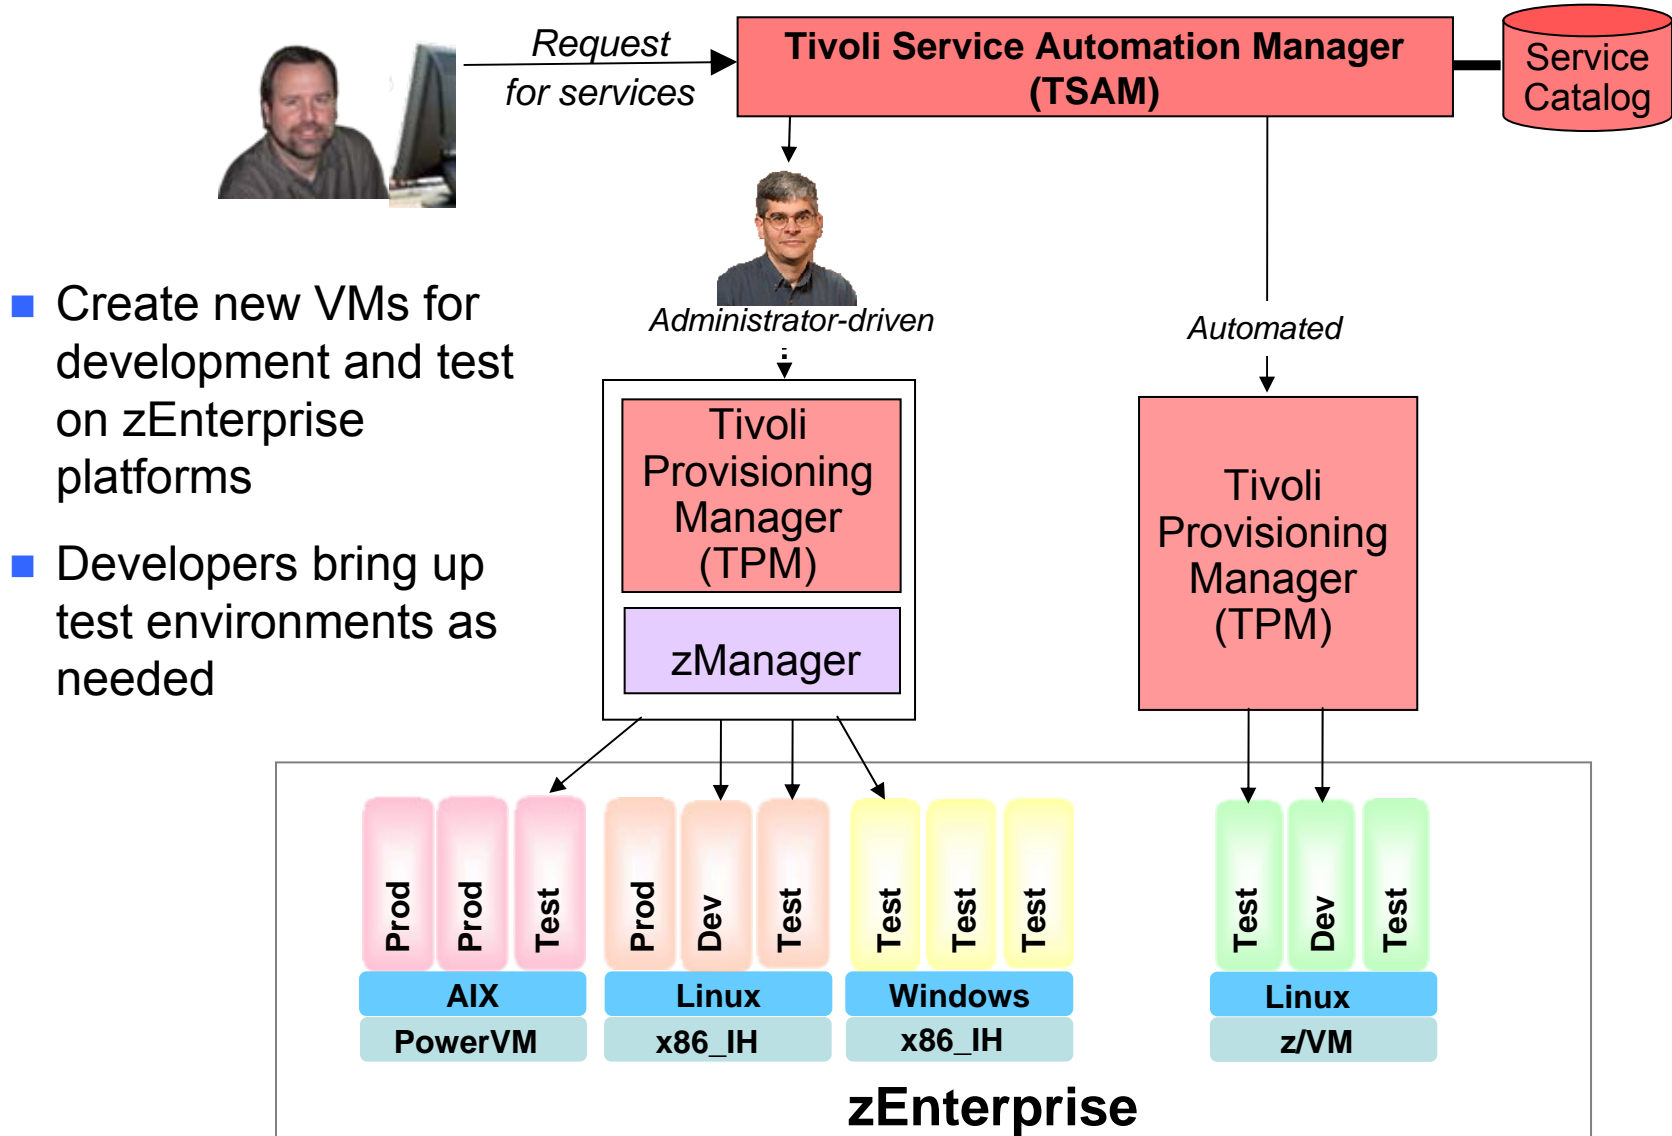 Request
for services
Tivoli Service Automation Manager
(TSAM)
Service
Catalog
Create new VMs for
development and test
on zEnterprise
platforms
Developers bring up
test environments as
needed
Administrator-driven
Automated
Tivoli
Provisioning
Manager
(TPM)
zManager
Tivoli
Provisioning
Manager
(TPM)
Prod
Prod
Test
Prod
Dev
Test
Test
Test
Test
Test
Dev
Test
AIX
Linux
Windows
Linux
PowerVM
x86_IH
x86_IH
z/VM
zEnterprise